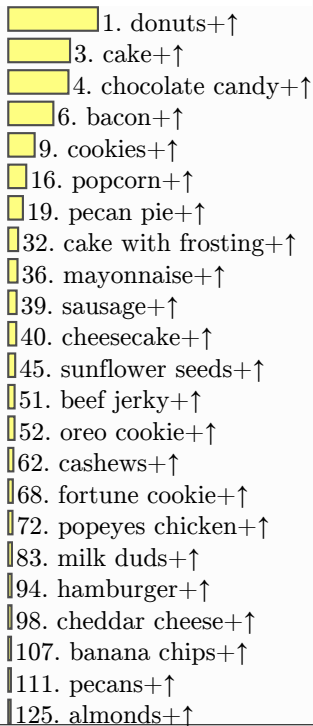 1. donuts+↑
3. cake+↑
4. chocolate candy+↑
6. bacon+↑
9. cookies+↑
16. popcorn+↑
19. pecan pie+↑
32. cake with frosting+↑
36. mayonnaise+↑
39. sausage+↑
40. cheesecake+↑
45. sunflower seeds+↑
51. beef jerky+↑
52. oreo cookie+↑
62. cashews+↑
68. fortune cookie+↑
72. popeyes chicken+↑
83. milk duds+↑
94. hamburger+↑
98. cheddar cheese+↑
107. banana chips+↑
111. pecans+↑
125. almonds+↑